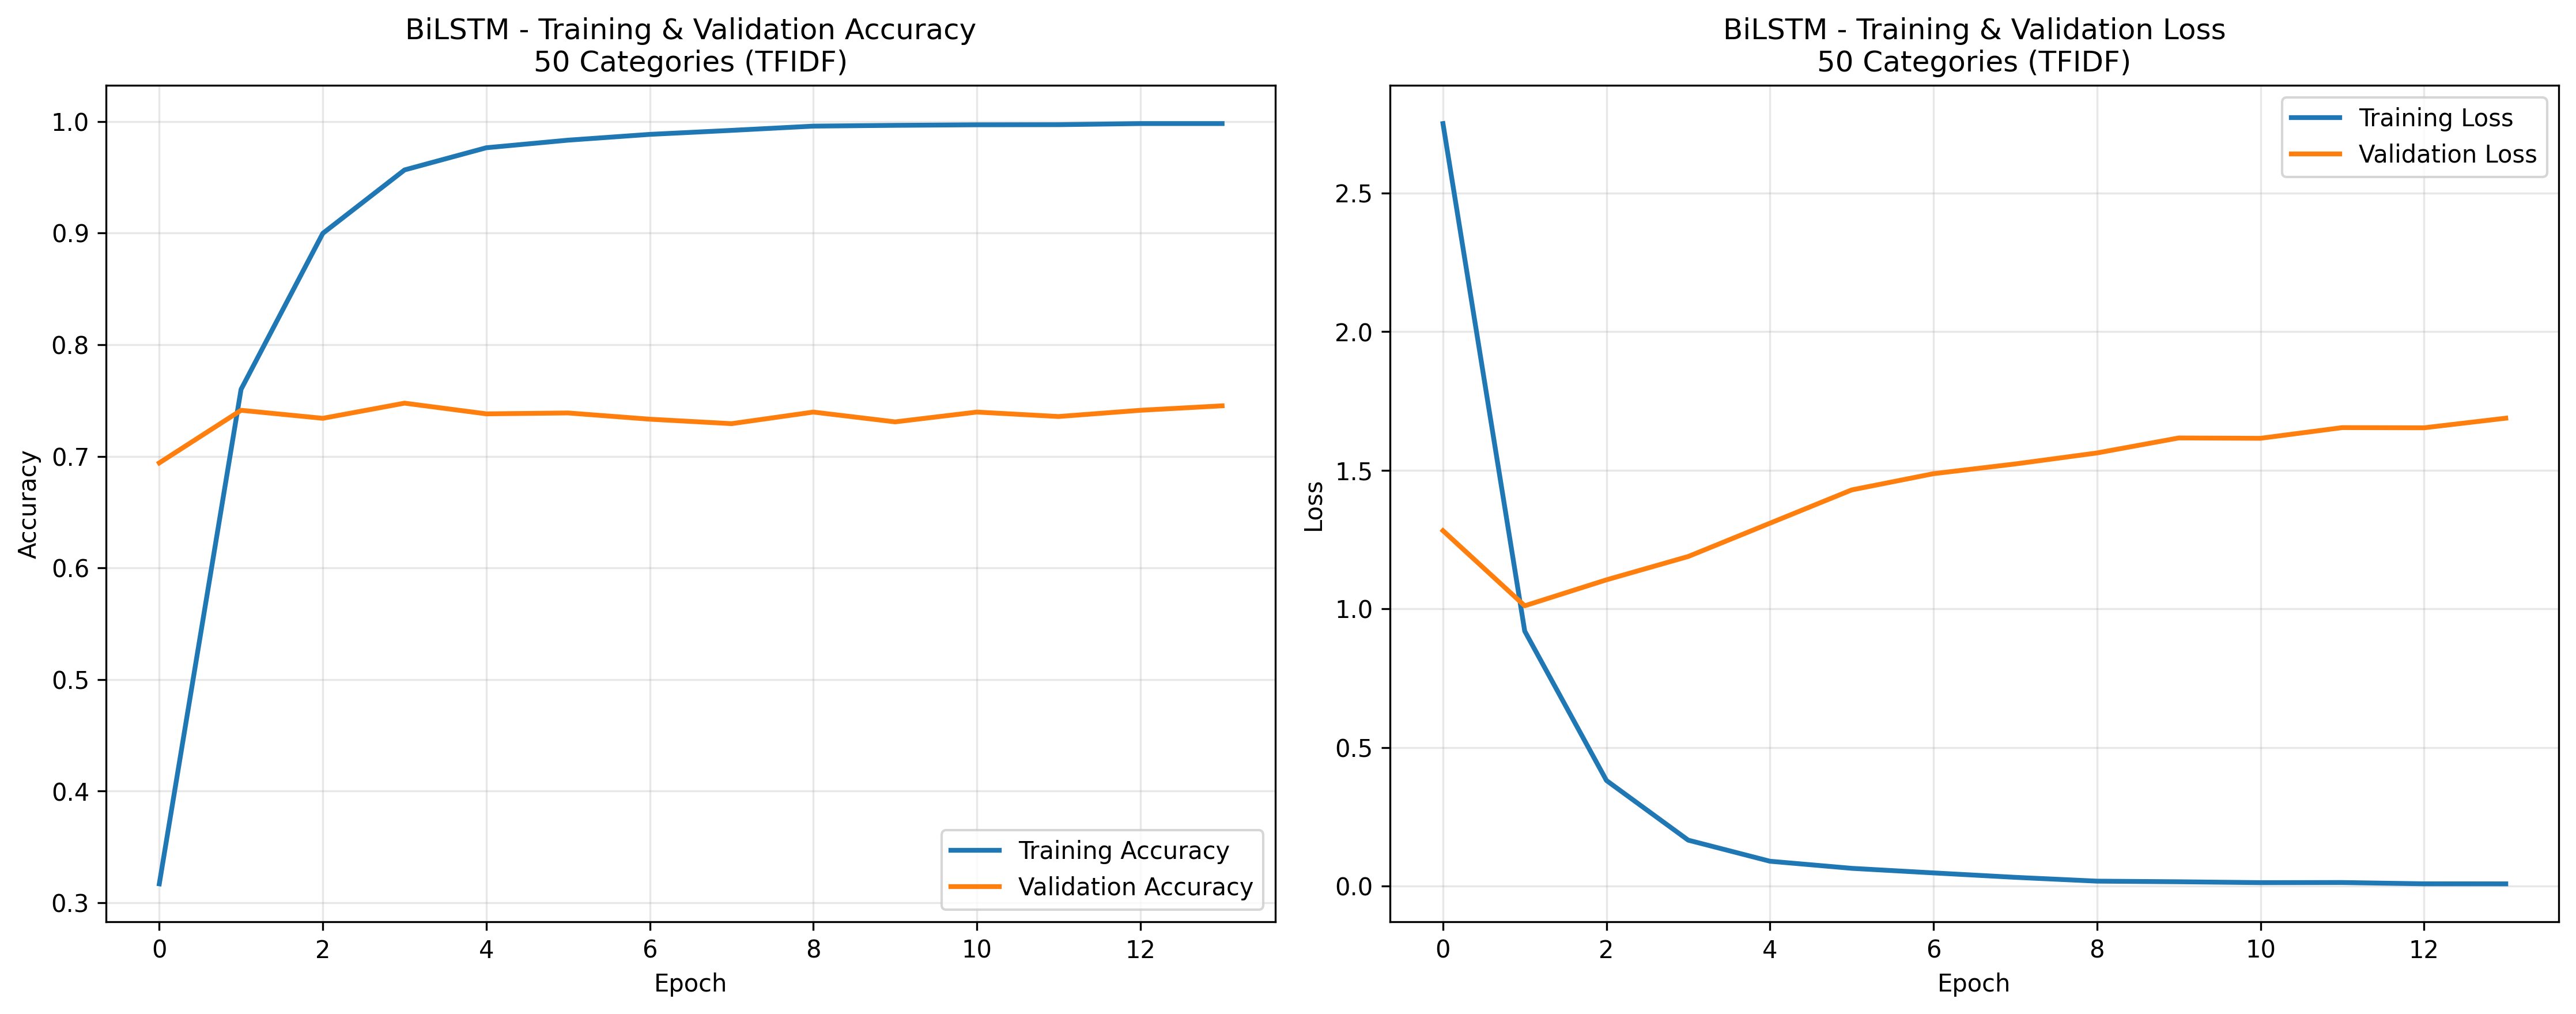 BiLSTM - Training & Validation Accuracy
50 Categories (TFIDF)
1.0
0.9
0.8
0.7
0.6
0.5
0.4
0.3
Accuracy
Training Accuracy
Validation Accuracy
0 2 4 6 8 10 12
Epoch
BiLSTM - Training & Validation Loss
50 Categories (TFIDF)
Training Loss
Validation Loss
2.5
2.0
1.5
1.0
0.5
0.0
Loss
0 2 4 6 8 10 12
Epoch